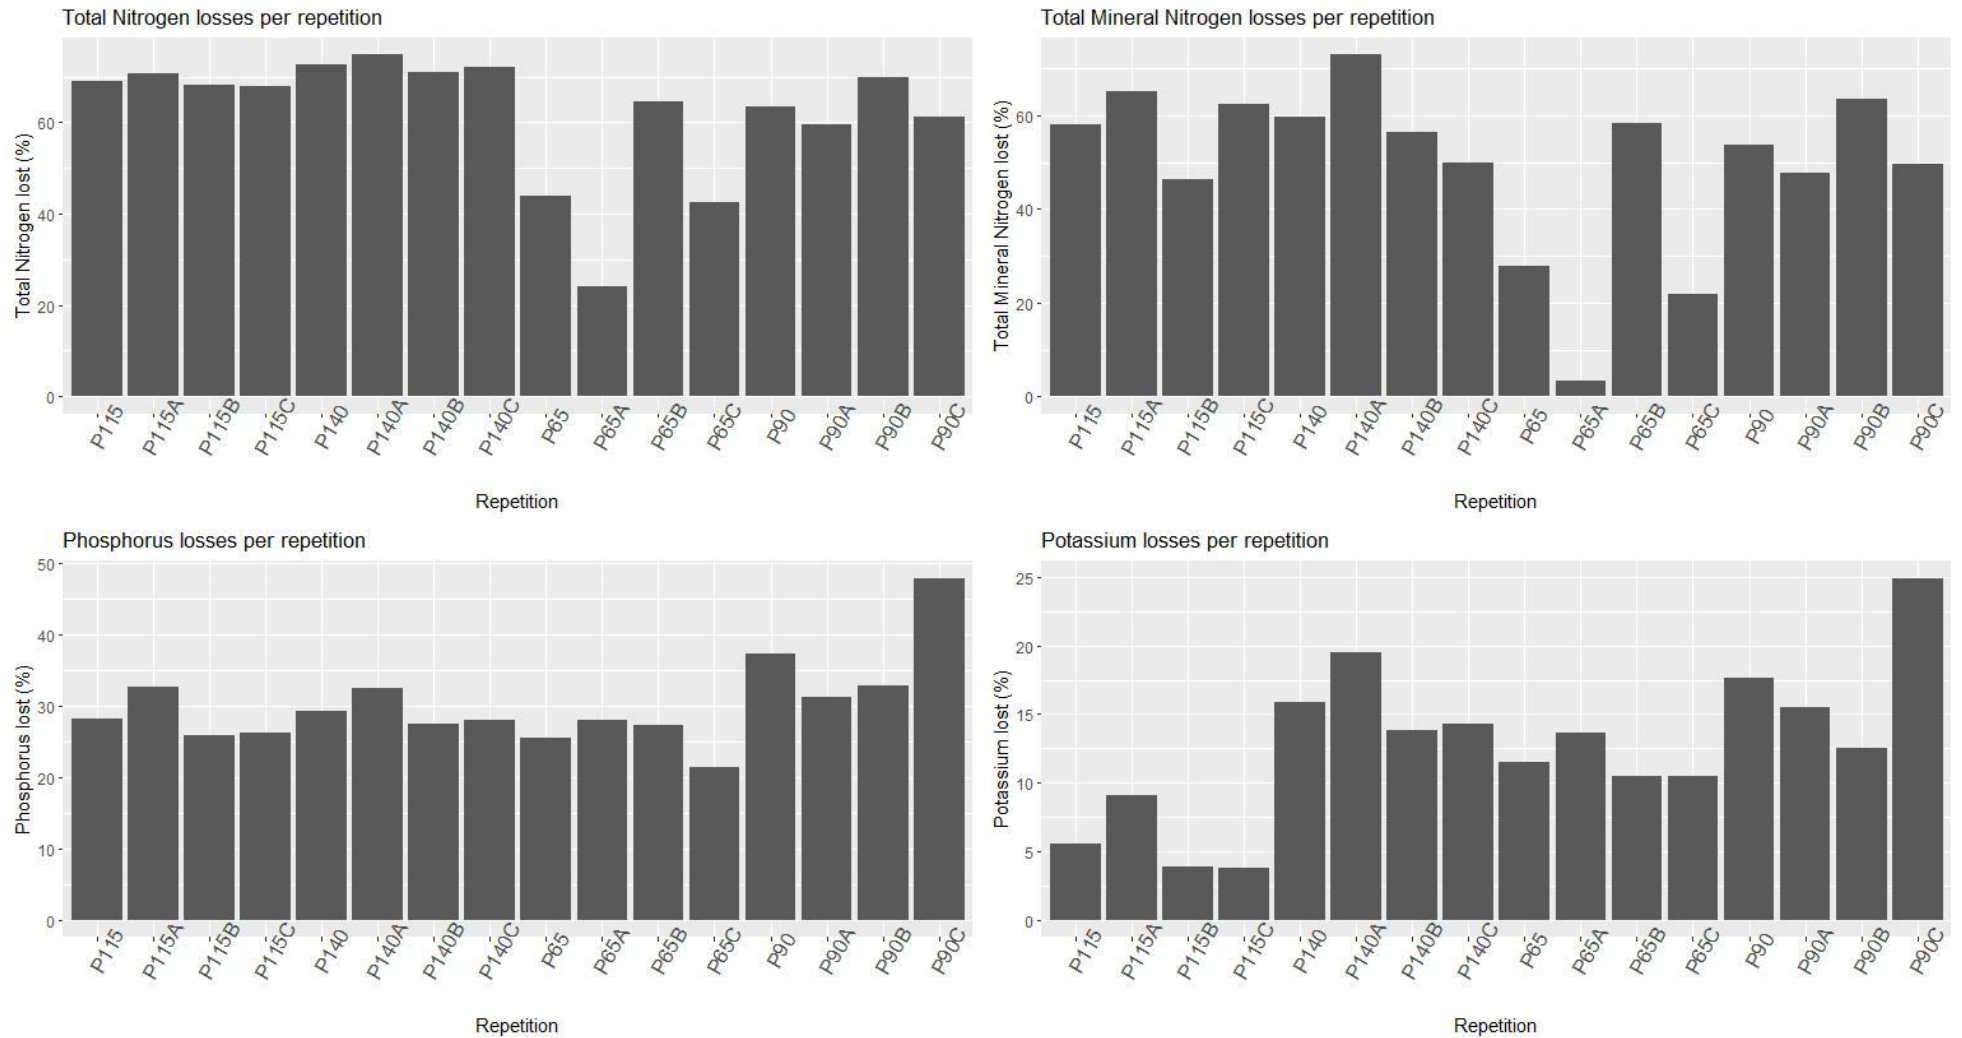 Total Nitrogen losses per repetition
Total Nitrogen lost (%)
60
40
20
0
P115
P115A
P115B
P115C
P140
P140A
P140B
P140C
P65
P65A
P65B
P65C
P90
P90A
P90B
P90C
Repetition
Total Mineral Nitrogen losses per repetition
Total Mineral Nitrogen lost (%)
60
40
20
0
P115
P115A
P115B
P115C
P140
P140A
P140B
P140C
P65
P65A
P65B
P65C
P90
P90A
P90B
P90C
Repetition
Phosphorus losses per repetition
Phosphorus lost (%)
50
40
30
20
10
0
P115
P115A
P115B
P115C
P140
P140A
P140B
P140C
P65
P65A
P65B
P65C
P90
P90A
P90B
P90C
Repetition
Potassium losses per repetition
Potassium lost (%)
25
20
15
10
5
0
P115
P115A
P115B
P115C
P140
P140A
P140B
P140C
P65
P65A
P65B
P65C
P90
P90A
P90B
P90C
Repetition